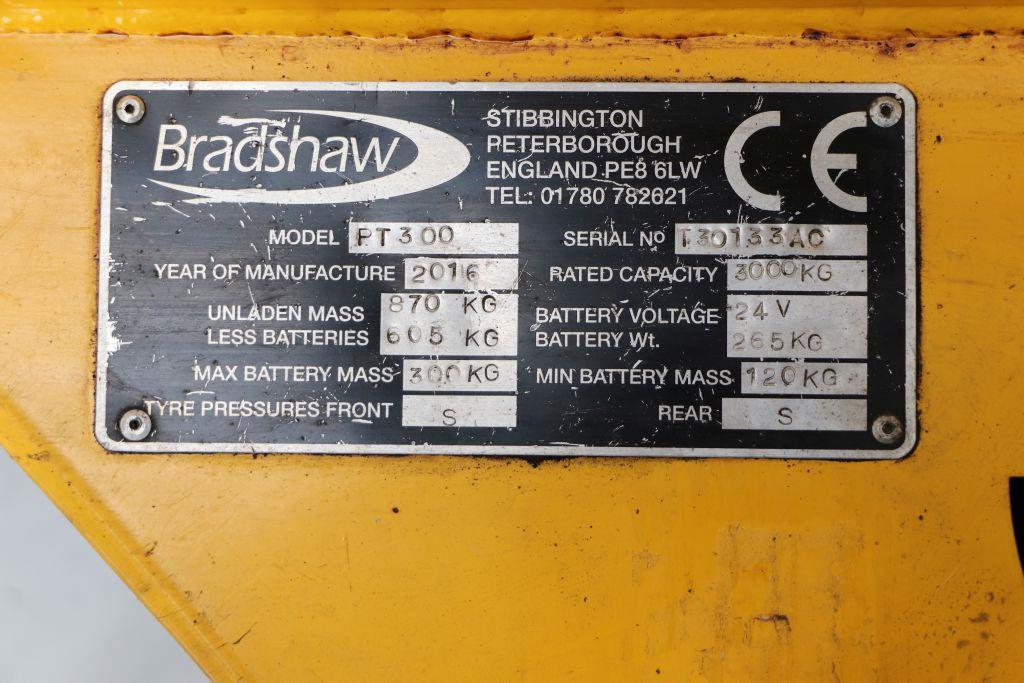 Bradshaw
STIBBINGTON
PETERBOROUGH
ENGLAND PE8 6LW
TEL: 01780 782621
CE
MODEL PT300
SERIAL No T30133AC
YEAR OF MANUFACTURE 2016
RATED CAPACITY 3000KG
UNLADEN MASS 870 KG
BATTERY VOLTAGE 24V
LESS BATTERIES 605 KG
BATTERY Wt. 265KG
MAX BATTERY MASS 300KG
MIN BATTERY MASS 120KG
TYRE PRESSURES FRONT S
REAR S